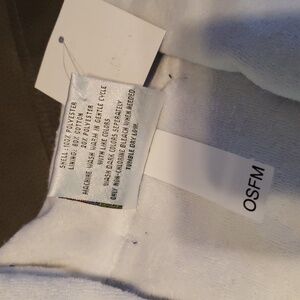 SHELL: 100% POLYESTER
LINING: 80% COTTON
20% POLYESTER
MACHINE WASH WARM IN GENTLE CYCLE
WITH LIKE COLORS
WASH DARK COLORS SEPERATELY
ONLY NON-CHLORINE BLEACH WHEN NEEDED.
TUMBLE DRY LOW
OSFM